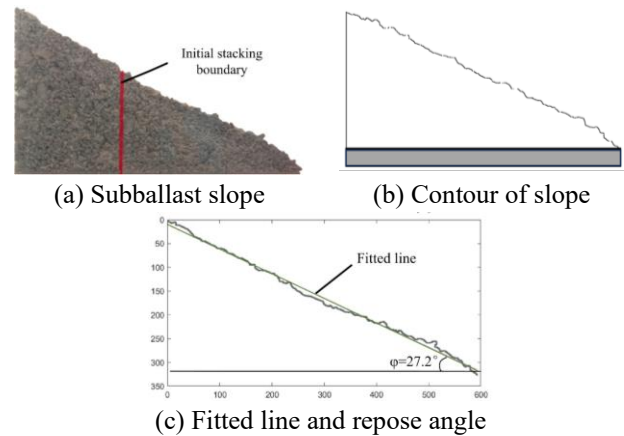 Initial stacking
boundary
(a) Subballast slope
(b) Contour of slope
0
50
100
150
200
250
300
350
Fitted line
φ=27.2°
0 100 200 300 400 500 600
(c) Fitted line and repose angle